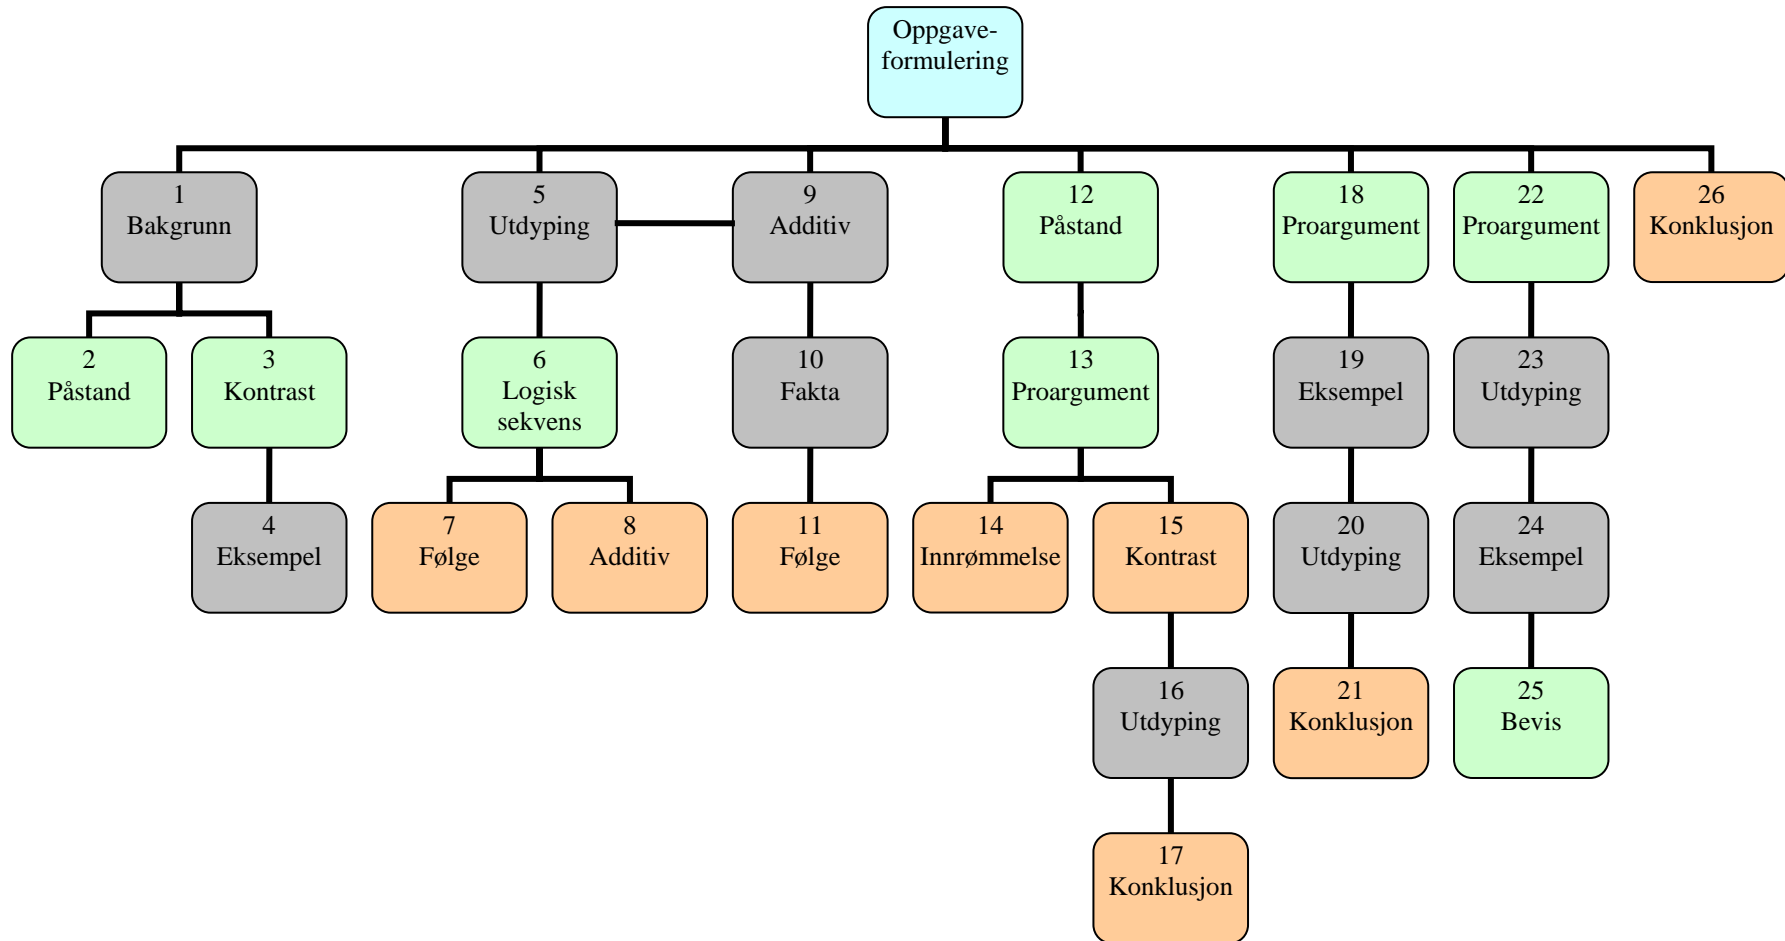 Oppgave-
formulering
1
Bakgrunn
5
Utdyping
9
Additiv
12
Påstand
18
Proargument
22
Proargument
26
Konklusjon
2
Påstand
3
Kontrast
6
Logisk
sekvens
10
Fakta
13
Proargument
19
Eksempel
23
Utdyping
4
Eksempel
7
Følge
8
Additiv
11
Følge
14
Innrømmelse
15
Kontrast
20
Utdyping
24
Eksempel
16
Utdyping
21
Konklusjon
25
Bevis
17
Konklusjon